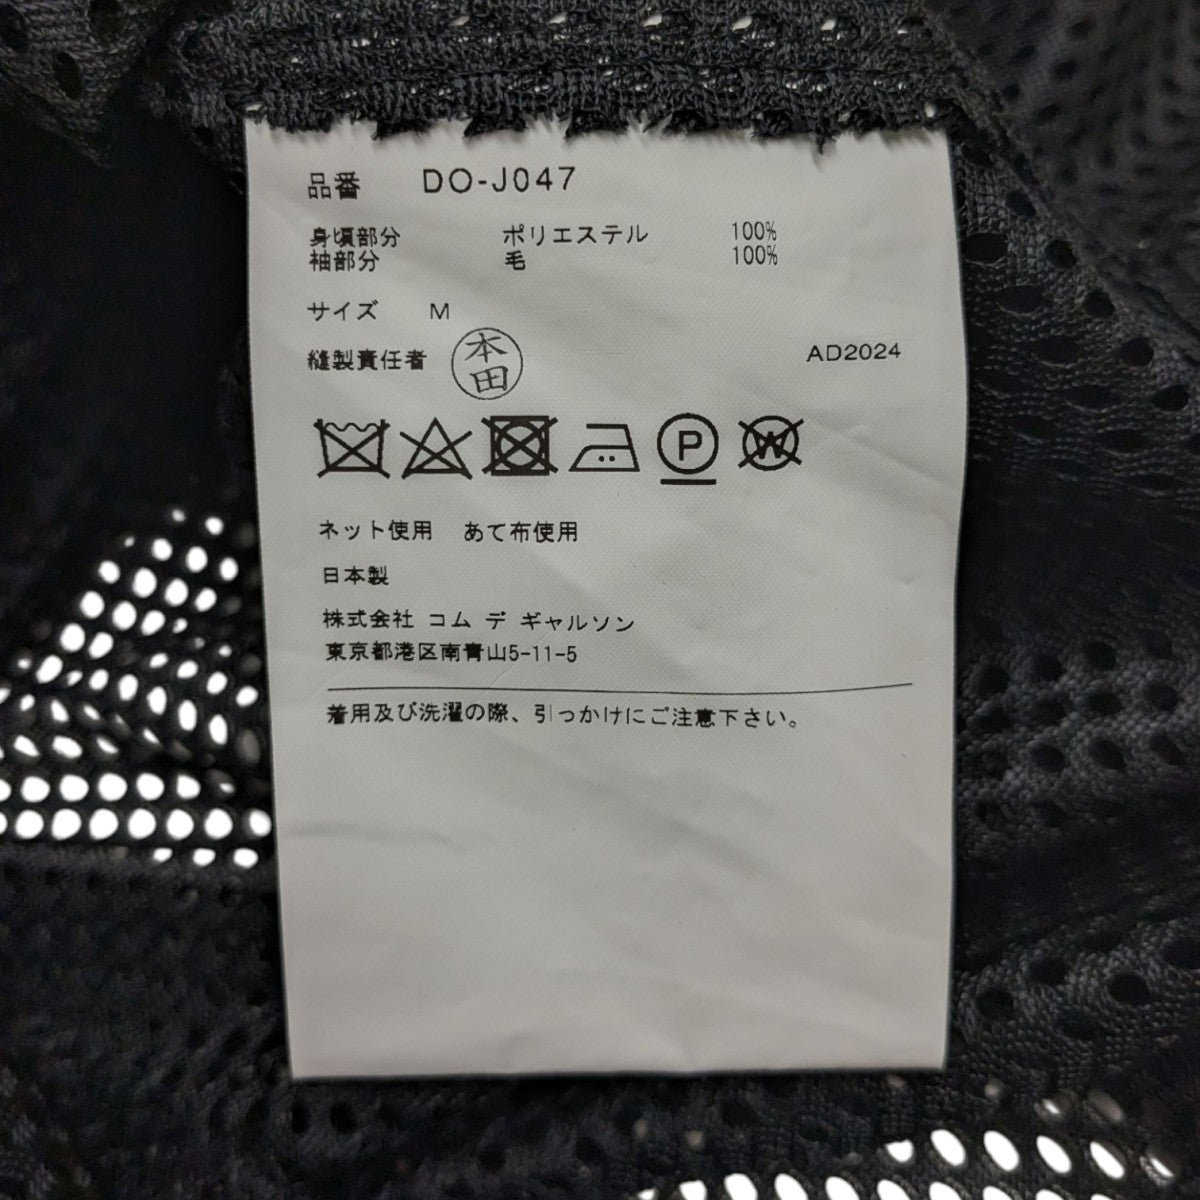 品番 DO-J047
身頃部分 ポリエステル 100%
袖部分 毛 100%
サイズ M
縫製責任者 本田 AD2024
P W
ネット使用 あて布使用
日本製
株式会社 コム デ ギャルソン
東京都港区南青山5-11-5
着用及び洗濯の際、引っかけにご注意下さい。